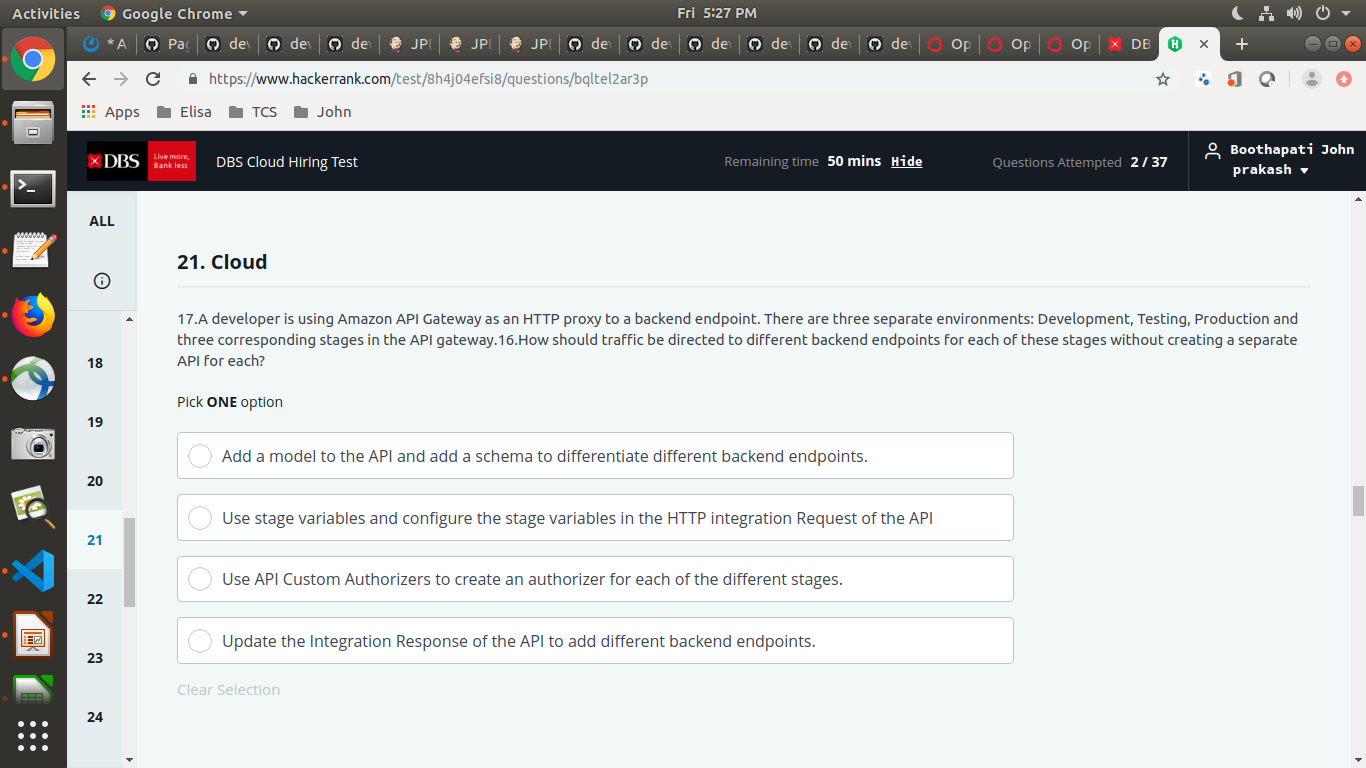 Activities Google Chrome Fri 5:27 PM
* A Pac dev dev dev JPI JPI JPI dev dev dev dev dev dev Op Op Op DB
https://www.hackerrank.com/test/8h4j04efsi8/questions/bqltel2ar3p
Apps Elisa TCS John
DBS Live more, Bank less DBS Cloud Hiring Test Remaining time 50 mins Hide Questions Attempted 2 / 37 Boothapati John
prakash
ALL
21. Cloud
17.A developer is using Amazon API Gateway as an HTTP proxy to a backend endpoint. There are three separate environments: Development, Testing, Production and
three corresponding stages in the API gateway.16.How should traffic be directed to different backend endpoints for each of these stages without creating a separate
API for each?
Pick ONE option
Add a model to the API and add a schema to differentiate different backend endpoints.
Use stage variables and configure the stage variables in the HTTP integration Request of the API
Use API Custom Authorizers to create an authorizer for each of the different stages.
Update the Integration Response of the API to add different backend endpoints.
Clear Selection
18
19
20
21
22
23
24